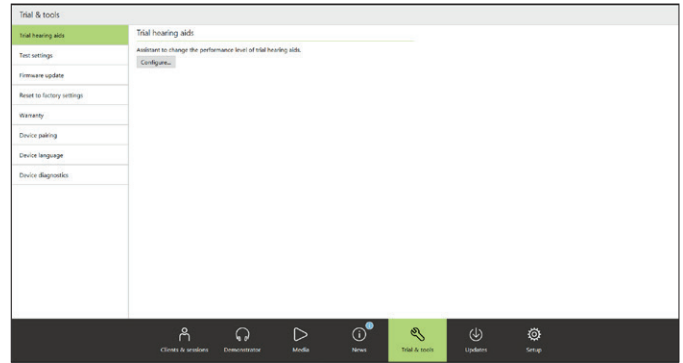 Trial & tools
Trial hearing aids
Test settings
Firmware update
Reset to factory settings
Warranty
Device pairing
Device language
Device diagnostics
Trial hearing aids
Assistant to change the performance level of trial hearing aids.
Configure...
Clients & sessions
Demonstrator
Media
News
Trial & tools
Updates
Setup